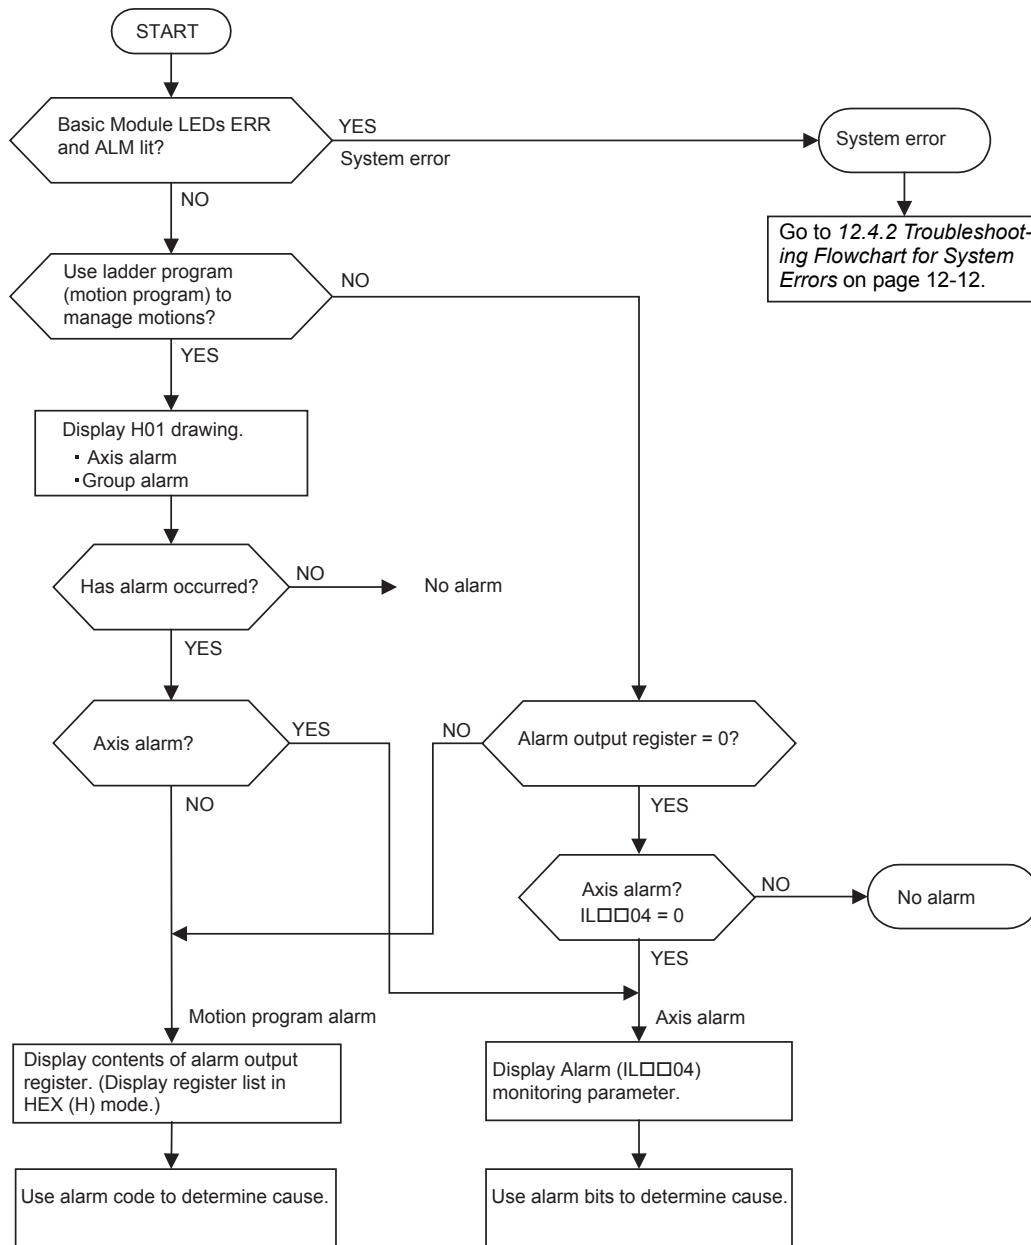 START
Basic Module LEDs ERR
and ALM lit?
YES
System error
System error
NO
Go to 12.4.2 Troubleshoot-
ing Flowchart for System
Errors on page 12-12.
Use ladder program
(motion program) to
manage motions?
NO
YES
Display H01 drawing.
・Axis alarm
・Group alarm
Has alarm occurred?
NO
No alarm
YES
Axis alarm?
YES
NO
Alarm output register = 0?
NO
YES
Axis alarm?
IL□□04 = 0
NO
No alarm
YES
Motion program alarm
Axis alarm
Display contents of alarm output
register. (Display register list in
HEX (H) mode.)
Display Alarm (IL□□04)
monitoring parameter.
Use alarm code to determine cause.
Use alarm bits to determine cause.